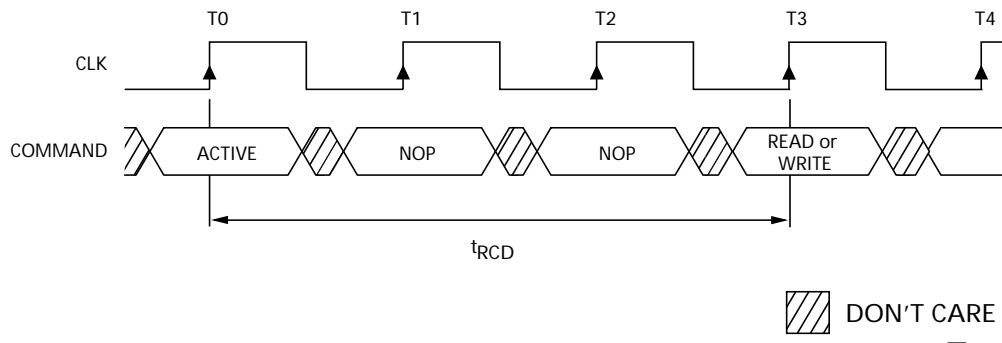 T0 T1 T2 T3 T4
CLK
COMMAND ACTIVE NOP NOP READ or
WRITE
tRCD
DON'T CARE